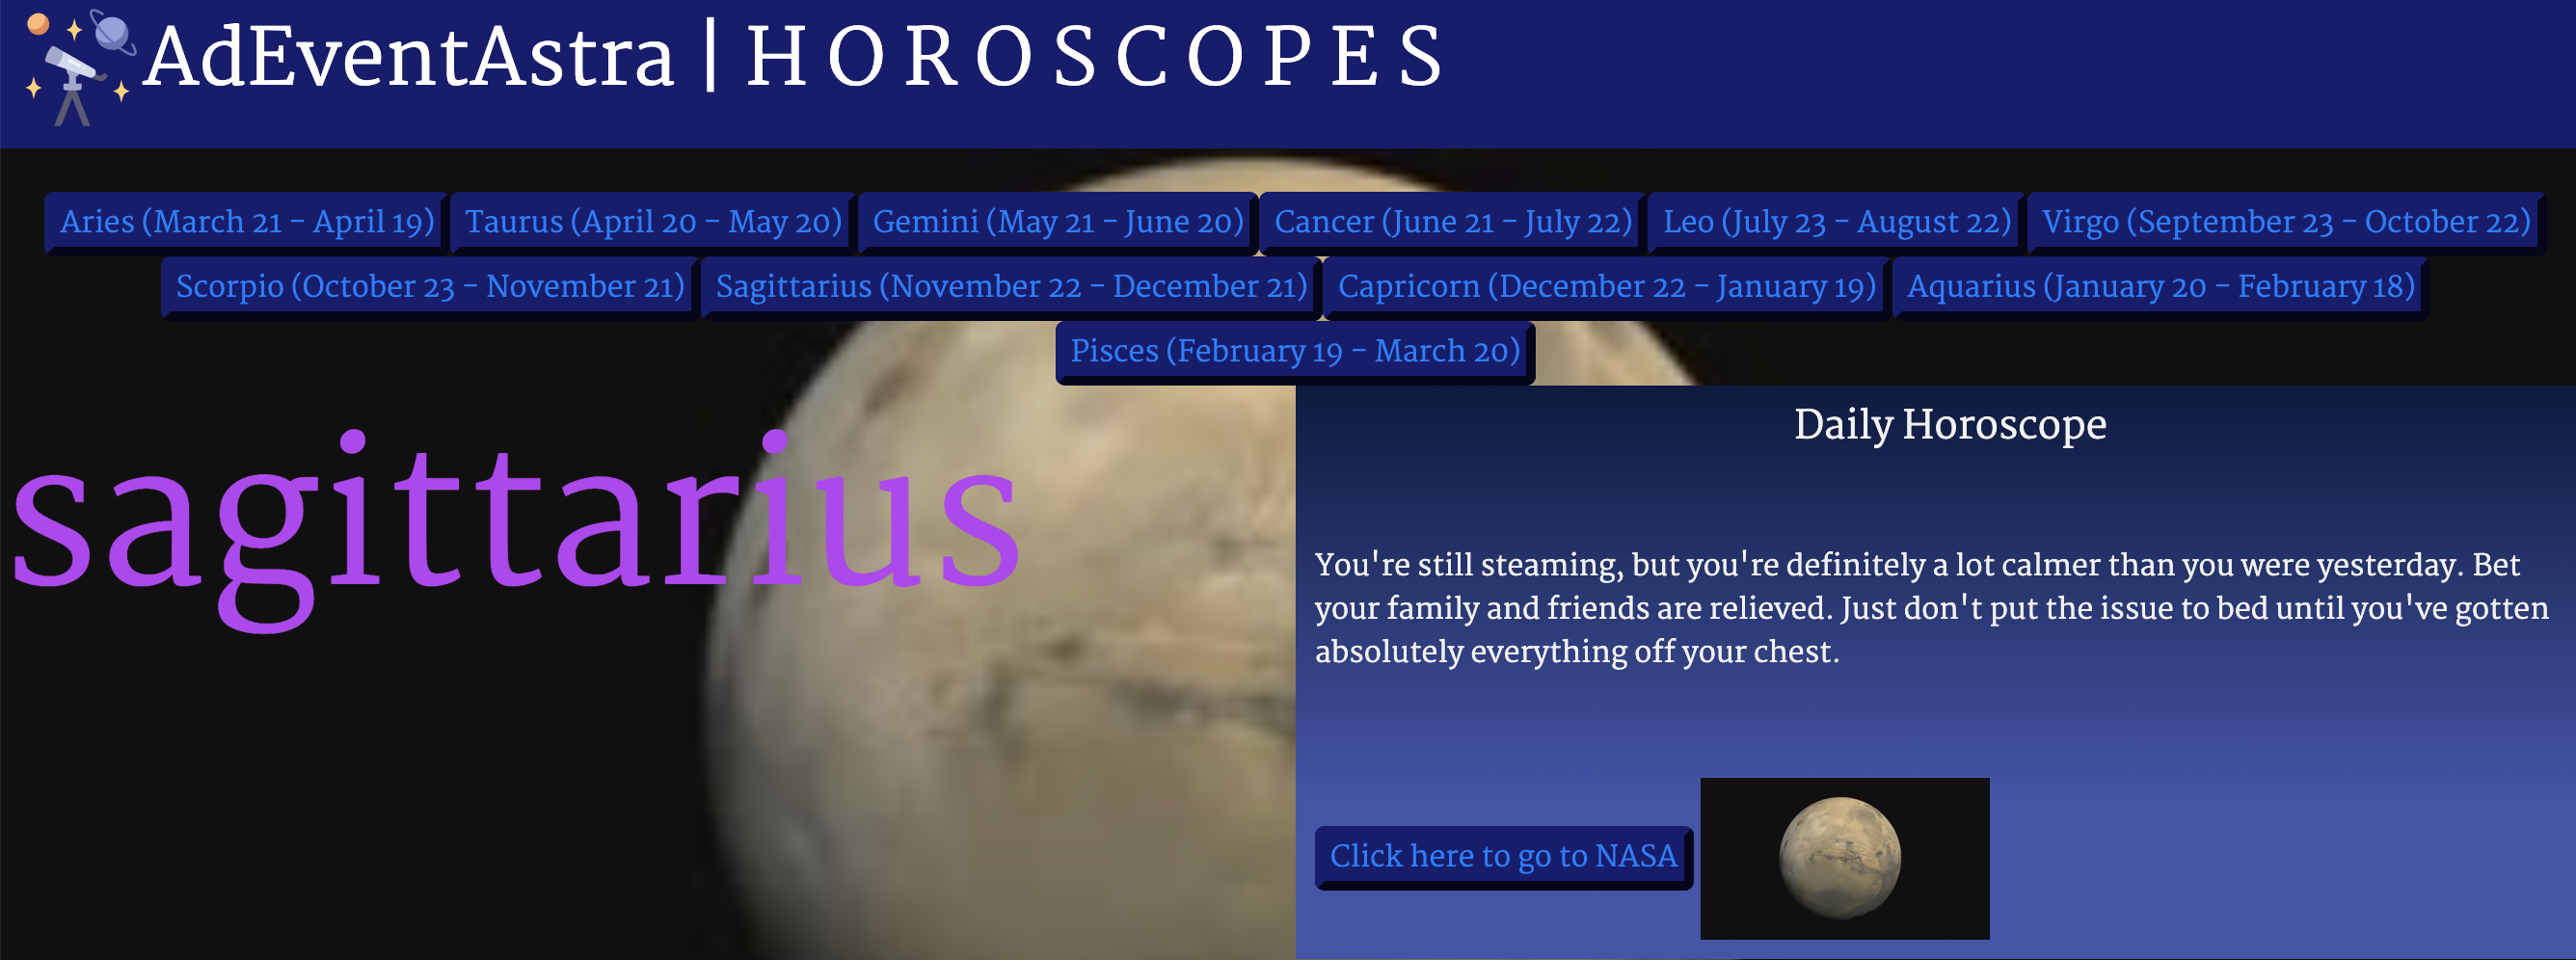 AdEventAstra | HOROSCOPES
Aries (March 21 - April 19) Taurus (April 20 - May 20) Gemini (May 21 - June 20) Cancer (June 21 - July 22) Leo (July 23 - August 22) Virgo (September 23 - October 22)
Scorpio (October 23 - November 21) Sagittarius (November 22 - December 21) Capricorn (December 22 - January 19) Aquarius (January 20 - February 18)
Pisces (February 19 - March 20)
sagittarius
Daily Horoscope
You're still steaming, but you're definitely a lot calmer than you were yesterday. Bet
your family and friends are relieved. Just don't put the issue to bed until you've gotten
absolutely everything off your chest.
Click here to go to NASA